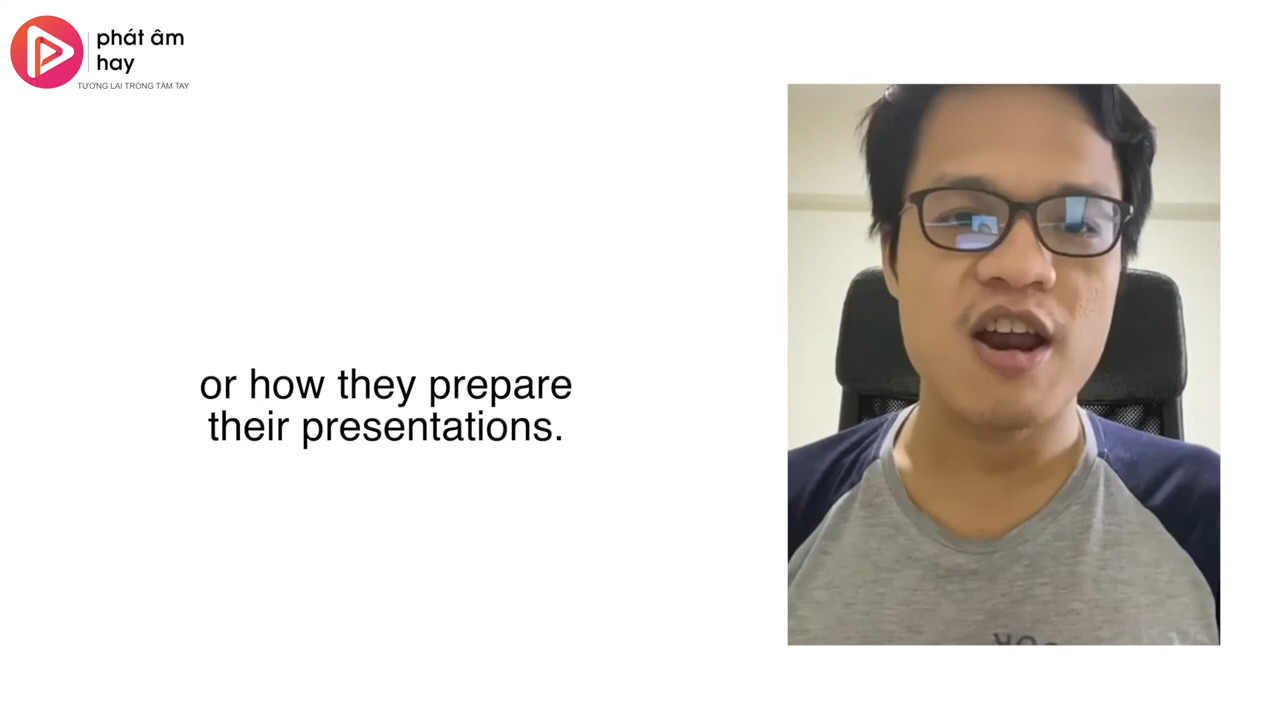 phát âm
hay
TƯƠNG LAI TRONG TẦM TAY
or how they prepare
their presentations.